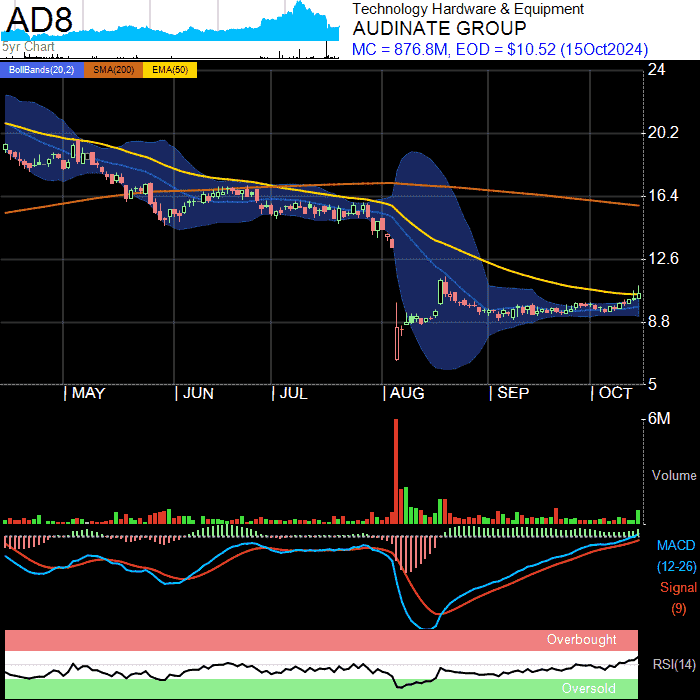 AD8
5yr Chart
Technology Hardware & Equipment
AUDINATE GROUP
MC = 876.8M, EOD = $10.52 (15Oct2024)
BollBands(20,2) SMA(200) EMA(50)
24
20.2
16.4
12.6
8.8
5
| MAY | JUN | JUL | AUG | SEP | OCT
6M
Volume
MACD
(12-26)
Signal
(9)
Overbought
RSI(14)
Oversold